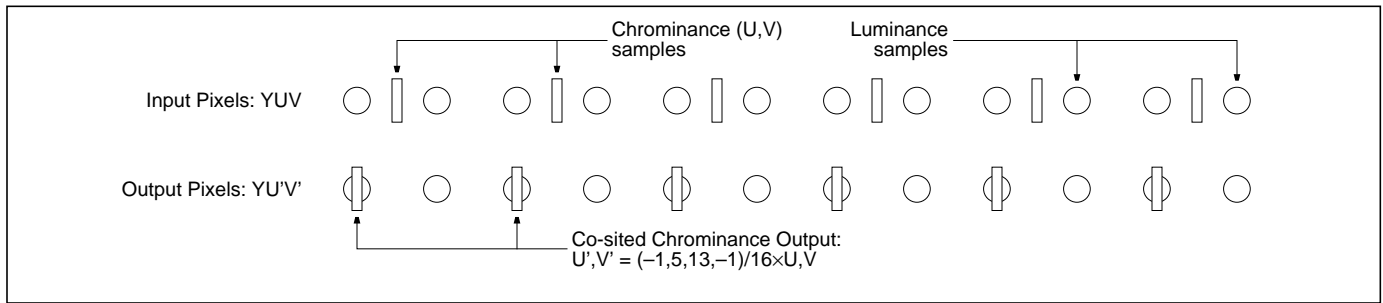 Chrominance (U,V)
samples
Luminance
samples
Input Pixels: YUV
Output Pixels: YU'V'
Co-sited Chrominance Output:
U',V' = (–1,5,13,–1)/16×U,V